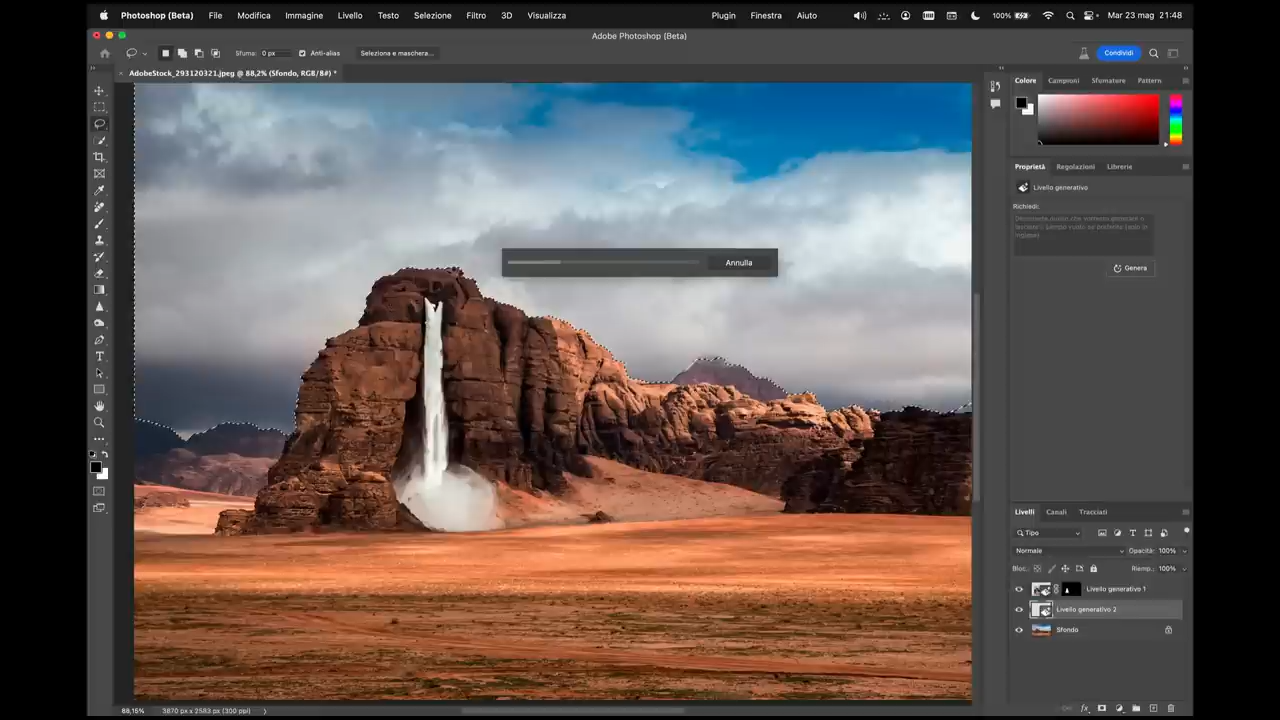 Photoshop (Beta) File Modifica Immagine Livello Testo Selezione Filtro 3D Visualizza Plugin Finestra Aiuto 100% Mar 23 mag 21:48
Adobe Photoshop (Beta)
Sfuma: 0 px Anti-alias Seleziona e maschera... Condividi
AdobeStock_293120321.jpeg @ 88,2% (Sfondo, RGB/8#) *
Colore Campioni Sfumature Pattern
Proprietà Regolazioni Librerie
Livello generativo
Richiedi:
Genera
Annulla
Livelli Canali Tracciati
Tipo
Normale Opacità: 100%
Bloc.: Riemp.: 100%
Livello generativo 1
Livello generativo 2
Sfondo
88,15% 3870 px x 2583 px (300 ppi)